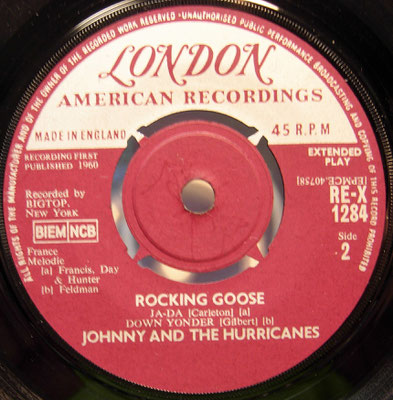 ALL RIGHTS OF THE MANUFACTURER AND OF THE OWNER OF THE RECORDED WORK RESERVED - UNAUTHORISED PUBLIC PERFORMANCE BROADCASTING AND COPYING OF THIS RECORD PROHIBITED
LONDON
AMERICAN RECORDINGS
MADE IN ENGLAND
45 R.P.M
RECORDING FIRST
PUBLISHED 1960
EXTENDED
PLAY
[EPMCE.40758]
RE-X
1284
Recorded by
BIGTOP.
New York
BIEM NCB
Side
2
France
Melodie
[a] Francis, Day
& Hunter
[b] Feldman
ROCKING GOOSE
JA-DA [Carleton] [a]
DOWN YONDER [Gilbert] [b]
JOHNNY AND THE HURRICANES